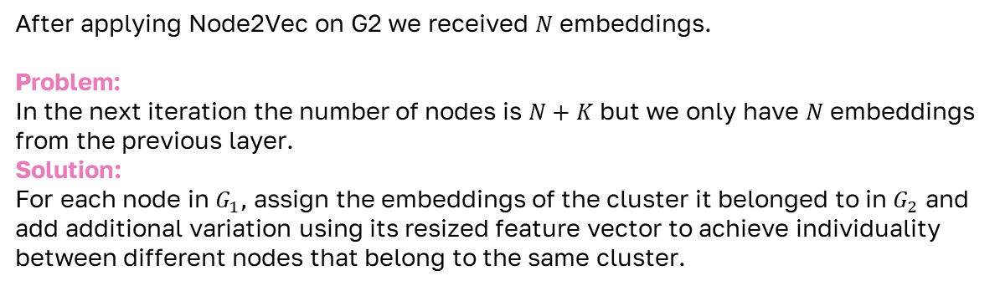 After applying Node2Vec on G2 we received N embeddings.
Problem:
In the next iteration the number of nodes is N + K but we only have N embeddings
from the previous layer.
Solution:
For each node in G₁, assign the embeddings of the cluster it belonged to in G₂ and
add additional variation using its resized feature vector to achieve individuality
between different nodes that belong to the same cluster.